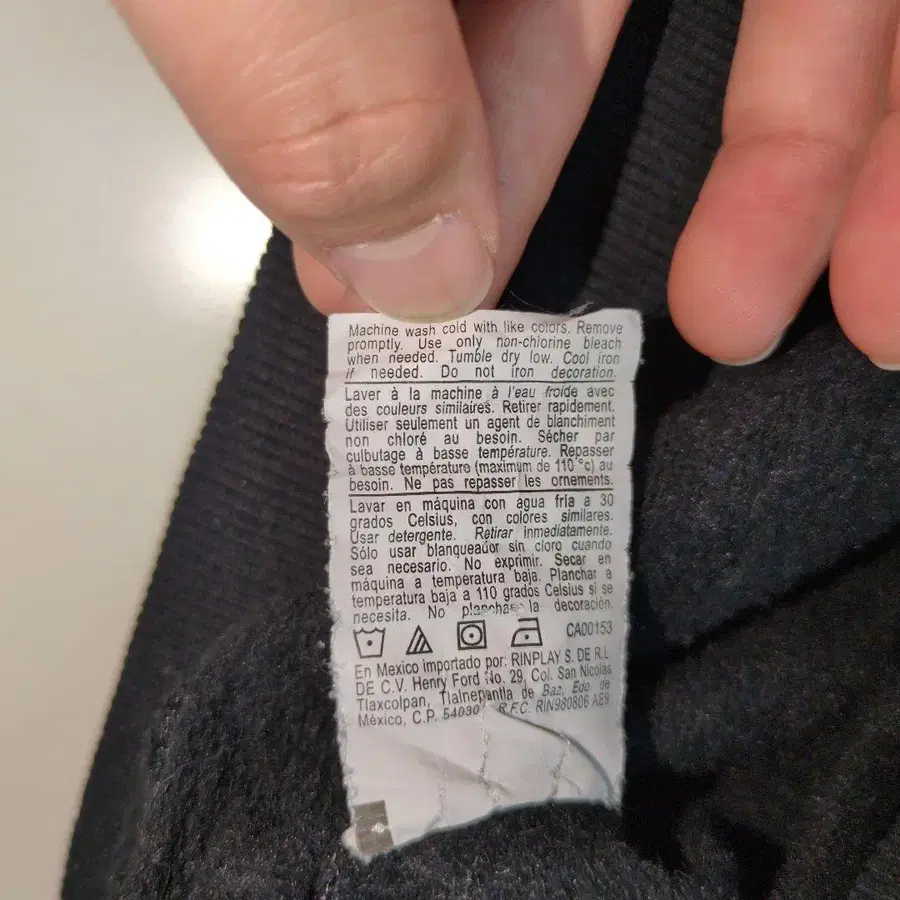 Machine wash cold with like colors. Remove
promptly. Use only non-chlorine bleach
when needed. Tumble dry low. Cool iron
if needed. Do not iron decoration.
Laver à la machine à l'eau froide avec
des couleurs similaires. Retirer rapidement.
Utiliser seulement un agent de blanchiment
non chloré au besoin. Sécher par
culbutage à basse température. Repasser
à basse température (maximum de 110 °c) au
besoin. Ne pas repasser les ornements.
Lavar en máquina con agua fría a 30
grados Celsius, con colores similares.
Usar detergente. Retirar inmediatamente.
Sólo usar blanqueador sin cloro cuando
sea necesario. No exprimir. Secar en
máquina a temperatura baja. Planchar a
temperatura baja a 110 grados Celsius si se
necesita. No planchar la decoración.
CA00153
En Mexico importado por: RINPLAY S. DE R.L
DE C.V. Henry Ford No. 29, Col. San Nicolas
Tlaxcolpan, Tlalnepantla de Baz, Edo. de
México, C.P. 54030 R.F.C. RIN980806 AE9